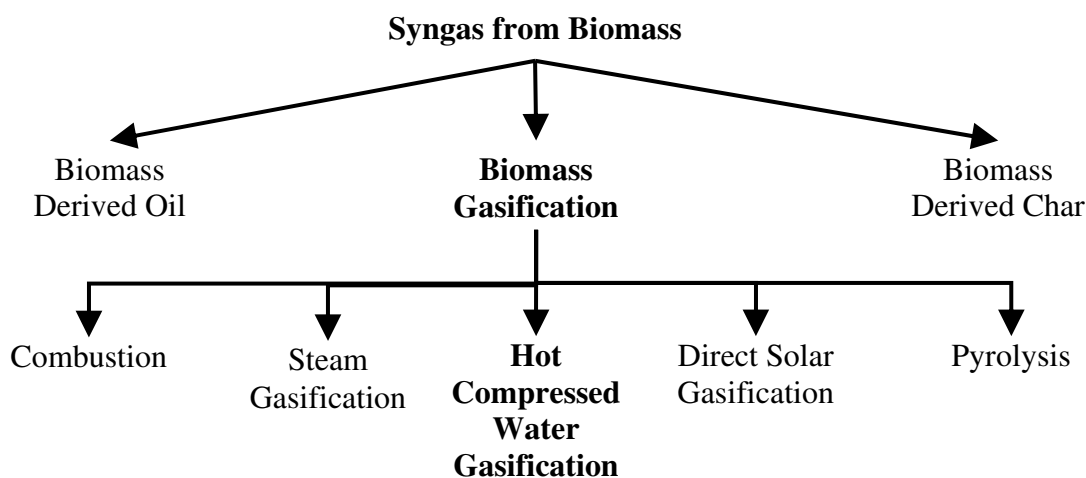 Syngas from Biomass
Biomass
Derived Oil
Biomass
Gasification
Biomass
Derived Char
Combustion
Steam
Gasification
Hot
Compressed
Water
Gasification
Direct Solar
Gasification
Pyrolysis